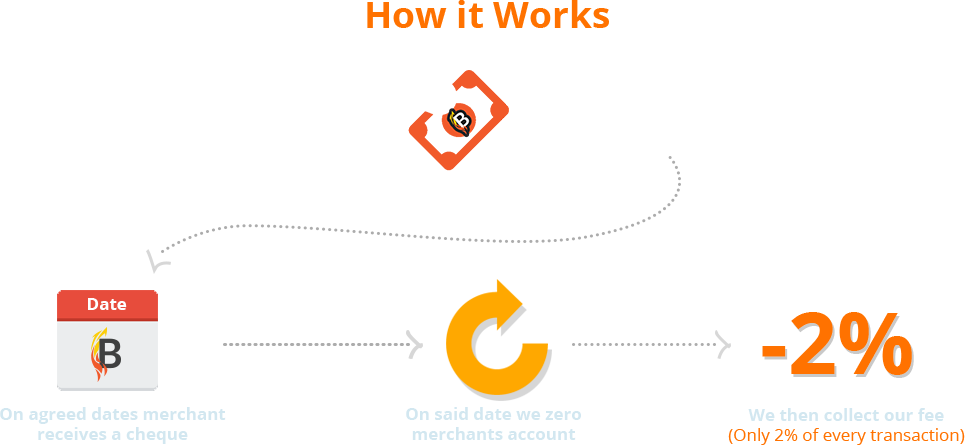 How it Works
B
Date
B
-2%
On agreed dates merchant
receives a cheque
On said date we zero
merchants account
We then collect our fee
(Only 2% of every transaction)